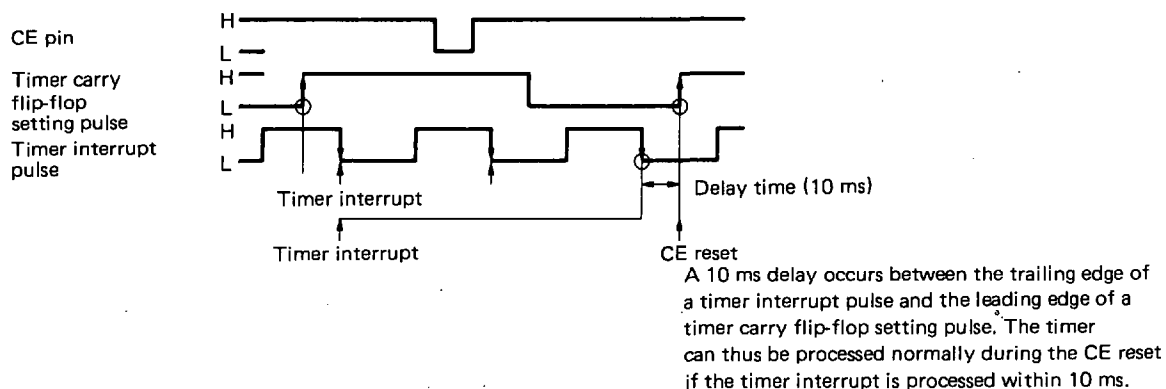 CE pin
H
L
Timer carry
flip-flop
setting pulse
H
L
Timer interrupt
pulse
H
L
Timer interrupt
Delay time (10 ms)
Timer interrupt
CE reset
A 10 ms delay occurs between the trailing edge of
a timer interrupt pulse and the leading edge of a
timer carry flip-flop setting pulse. The timer
can thus be processed normally during the CE reset
if the timer interrupt is processed within 10 ms.